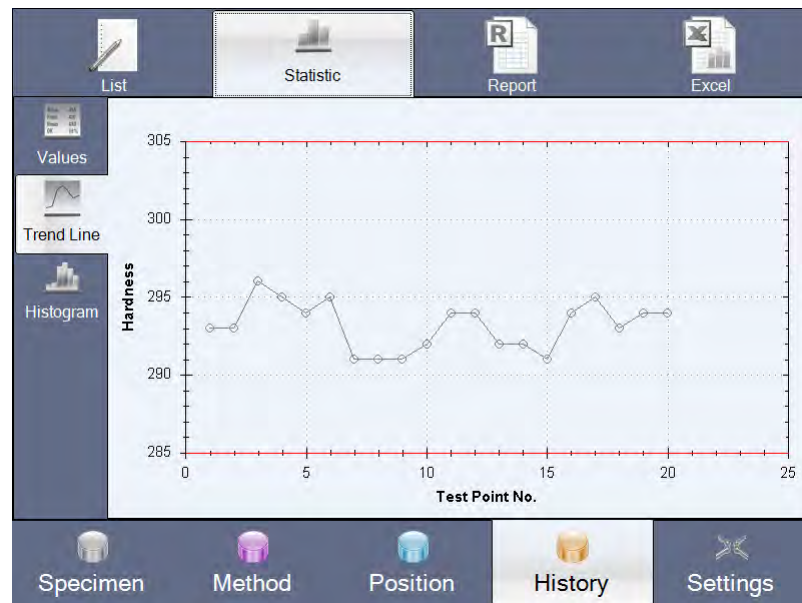 List
Statistic
Report
Excel
Values
Trend Line
Histogram
Hardness
305
300
295
290
285
0 5 10 15 20 25
Test Point No.
Specimen
Method
Position
History
Settings